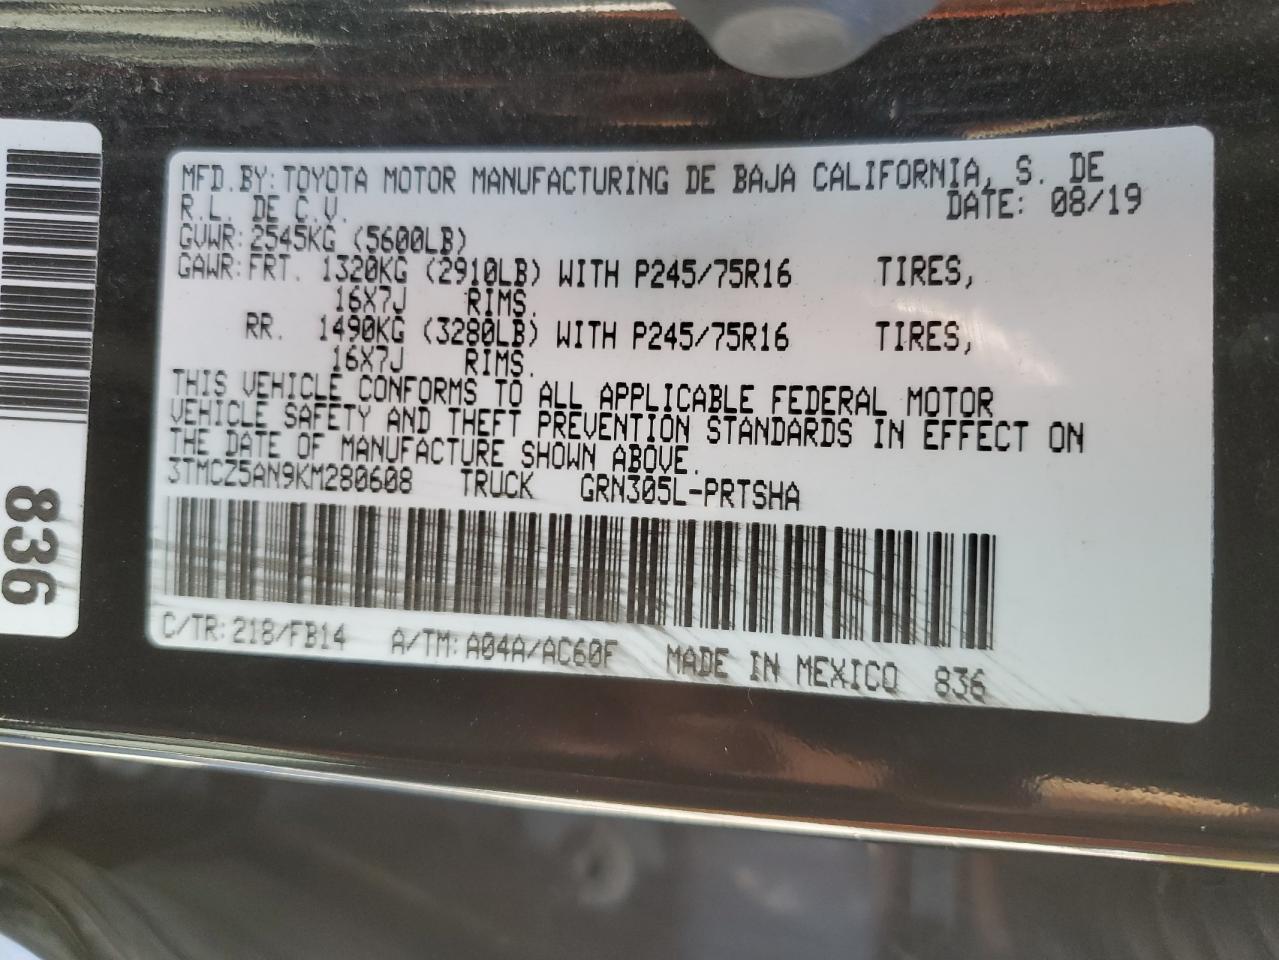 MFD.BY:TOYOTA MOTOR MANUFACTURING DE BAJA CALIFORNIA, S. DE
R.L. DE C.V. DATE: 08/19
GVWR:2545KG (5600LB)
GAWR:FRT. 1320KG (2910LB) WITH P245/75R16 TIRES,
16X7J RIMS.
RR. 1490KG (3280LB) WITH P245/75R16 TIRES,
16X7J RIMS.
THIS VEHICLE CONFORMS TO ALL APPLICABLE FEDERAL MOTOR
VEHICLE SAFETY AND THEFT PREVENTION STANDARDS IN EFFECT ON
THE DATE OF MANUFACTURE SHOWN ABOVE.
3TMCZ5AN9KM280608 TRUCK GRN305L-PRTSHA
C/TR:218/FB14 A/TM:A04A/AC60F MADE IN MEXICO 836
836